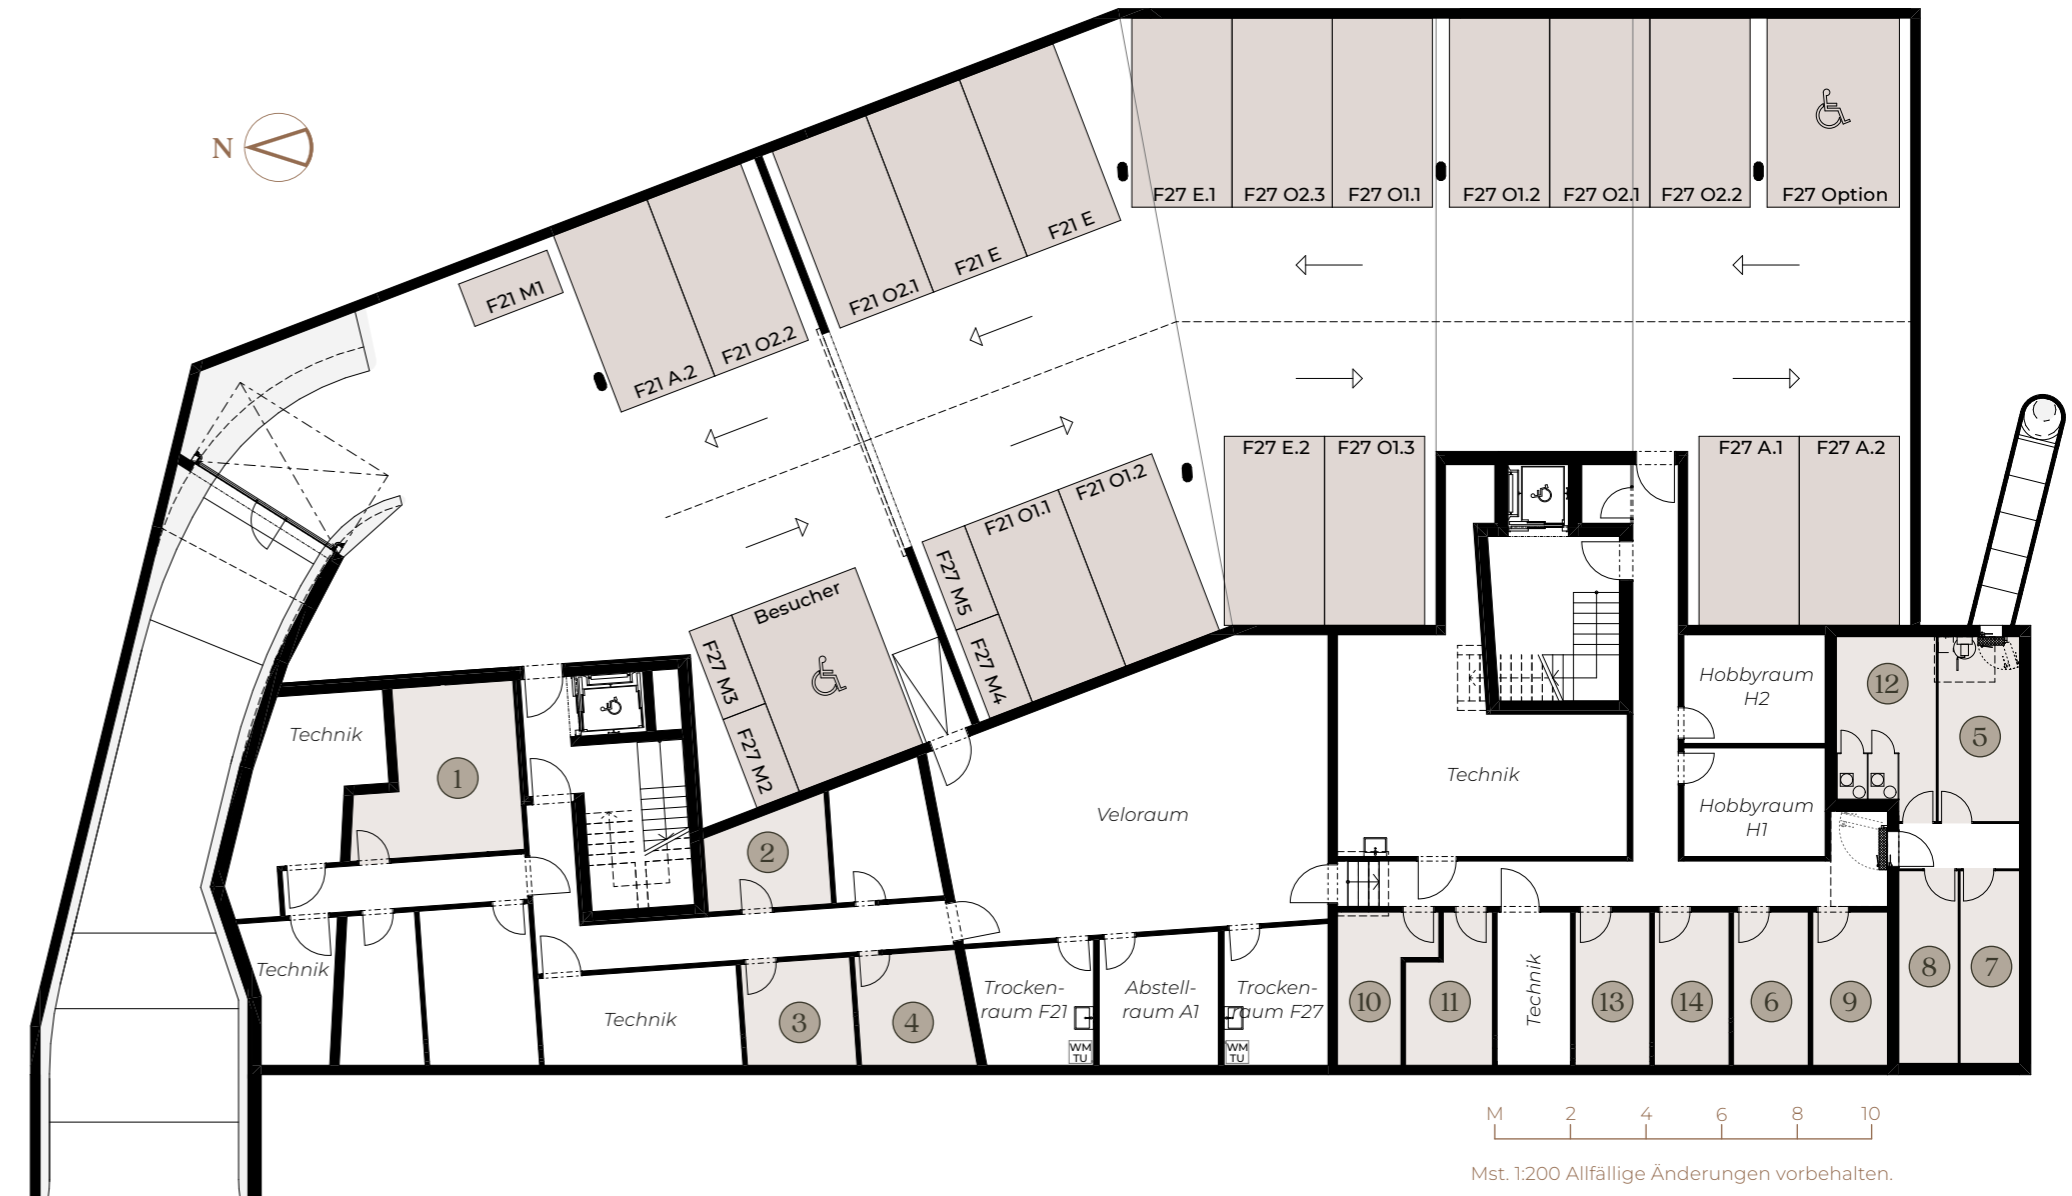 N
F27 E.1
F27 O2.3
F27 O1.1
F27 O1.2
F27 O2.1
F27 O2.2
F27 Option
F21 M1
F21 A.2
F21 O2.2
F21 O2.1
F21 E
F21 E
F27 E.2
F27 O1.3
F27 A.1
F27 A.2
F27 M5
F21 O1.1
F21 O1.2
F27 M4
Besucher
F27 M3
F27 M2
Technik
1
2
Veloraum
Technik
Hobbyraum
H2
Hobbyraum
H1
12
5
Technik
Technik
3
4
Trocken-
raum F21
WM
TU
Abstell-
raum A1
Trocken-
raum F27
WM
TU
10
11
Technik
13
14
6
9
8
7
M 2 4 6 8 10
Mst. 1:200 Allfällige Änderungen vorbehalten.